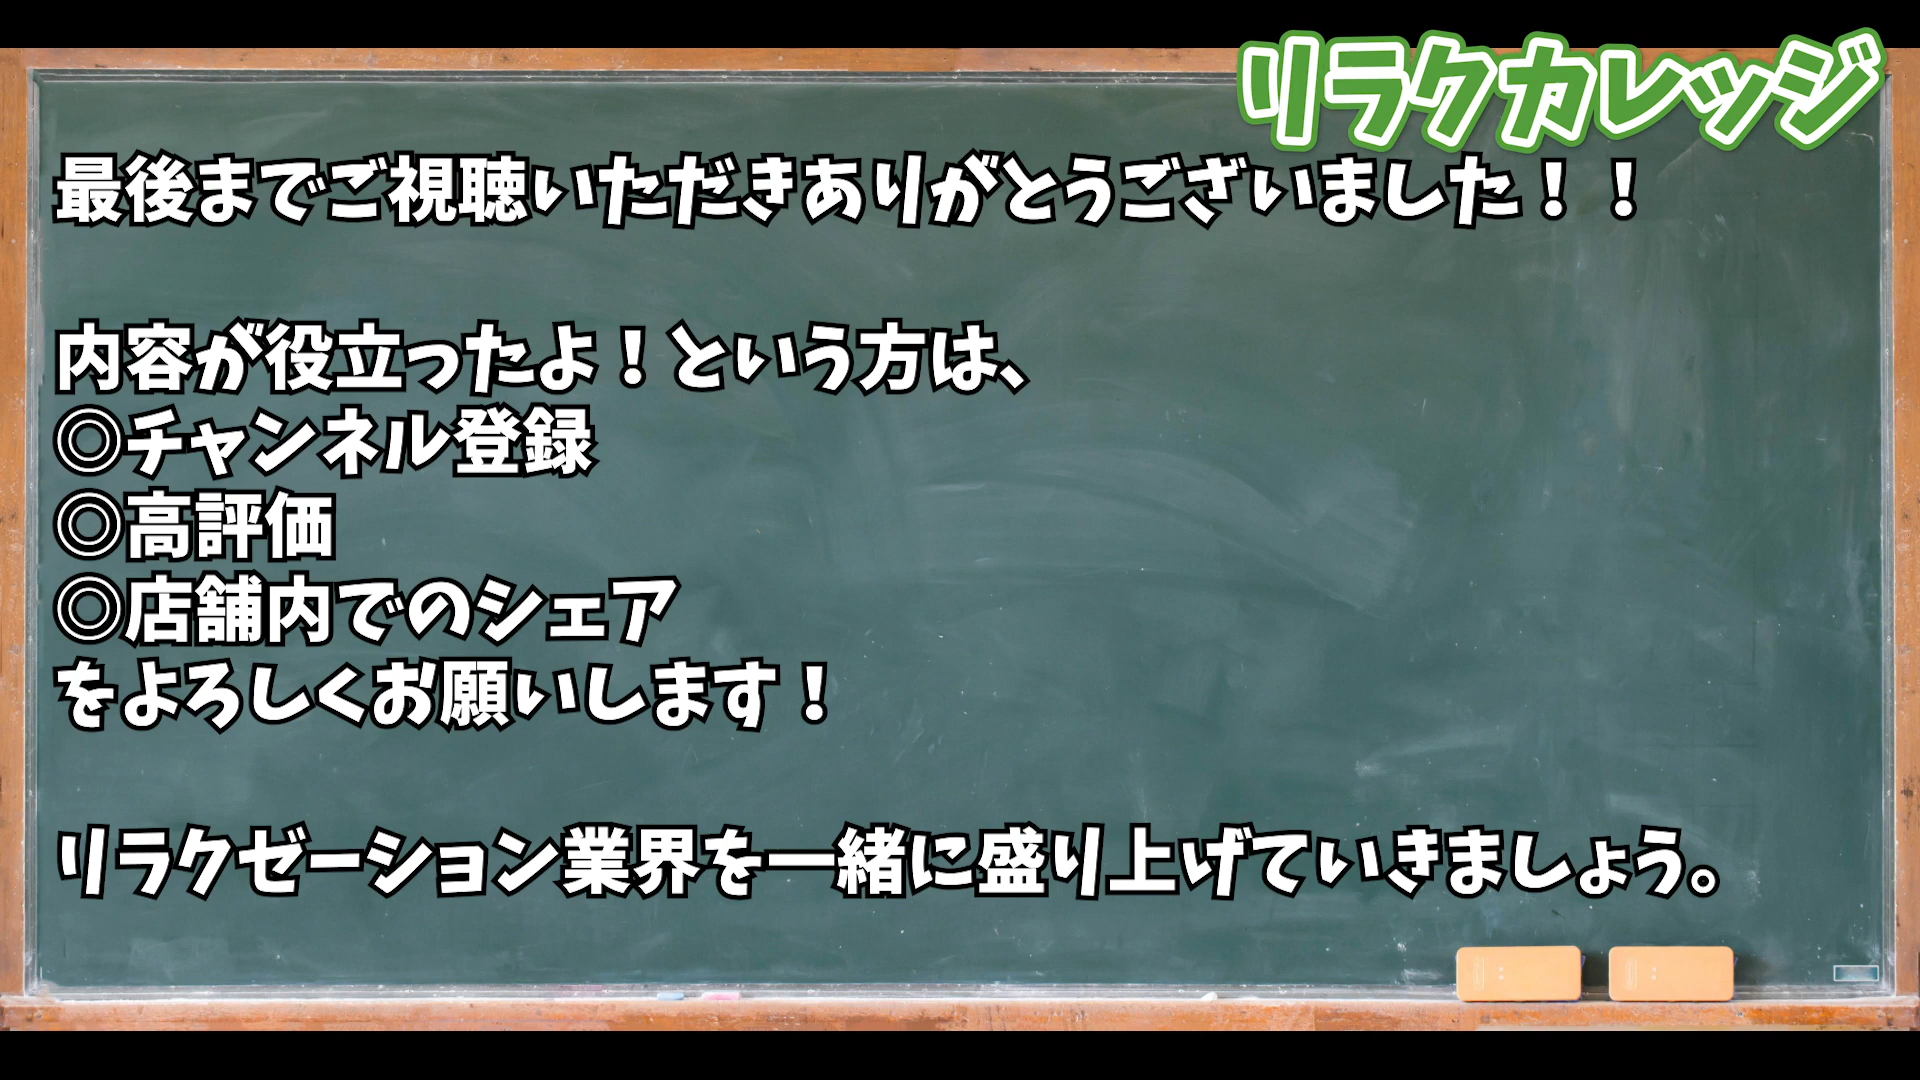 リラクカレッジ
最後までご視聴いただきありがとうございました！！
内容が役立ったよ！という方は、
◎チャンネル登録
◎高評価
◎店舗内でのシェア
をよろしくお願いします！
リラクゼーション業界を一緒に盛り上げていきましょう。